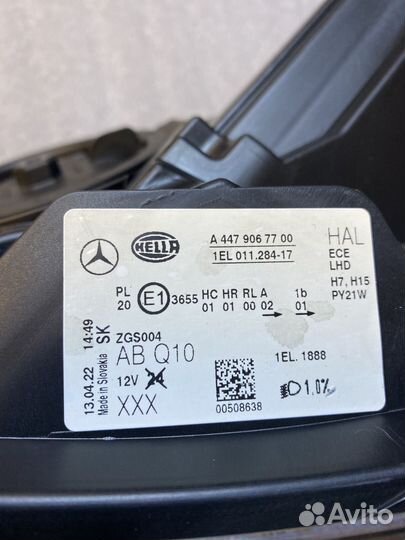 HELLA
A 447 906 77 00
1EL 011.284-17
HAL
ECE
LHD
H7, H15
PY21W
PL
20
E1
3655
HC HR RL A
01 01 00 02
1b
01
ZGS004
AB Q10
12V
XXX
1EL. 1888
00508638
1.0%
13.04.22 14:49
Made in Slovakia SK
Avito